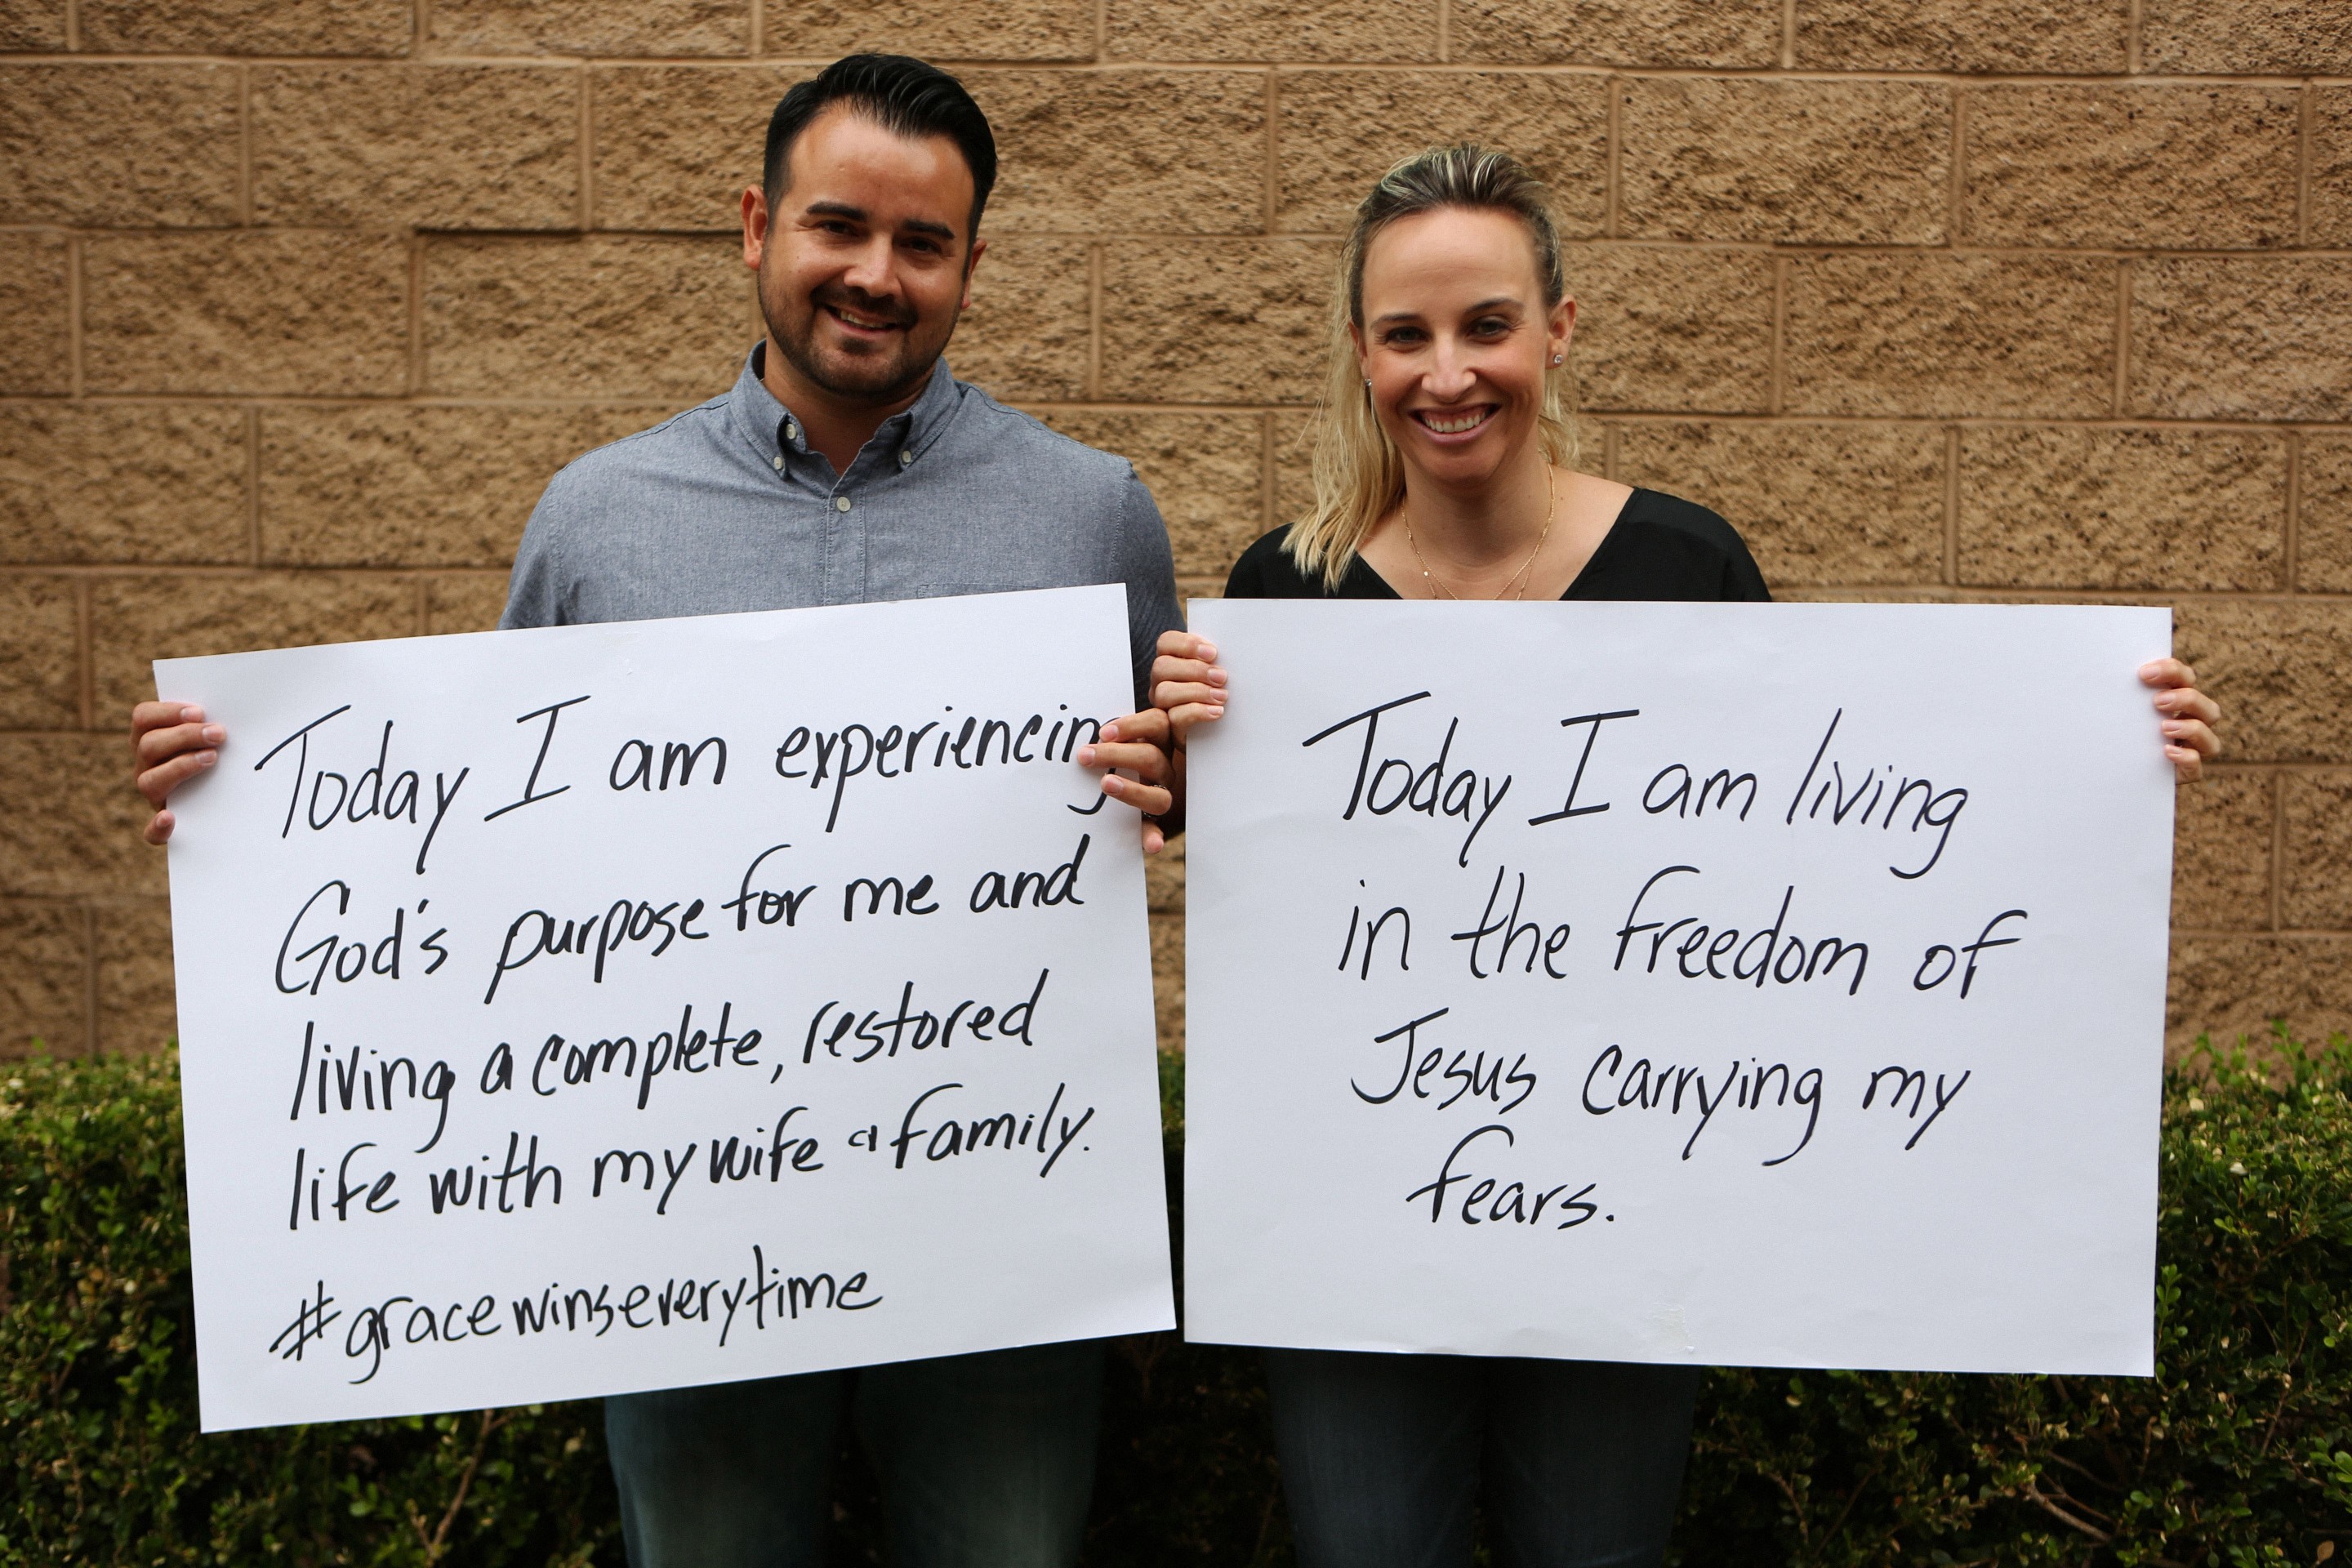 Today I am experiencing
God's purpose for me and
living a complete, restored
life with my wife & family.
#gracewinseverytime
Today I am living
in the freedom of
Jesus carrying my
fears.